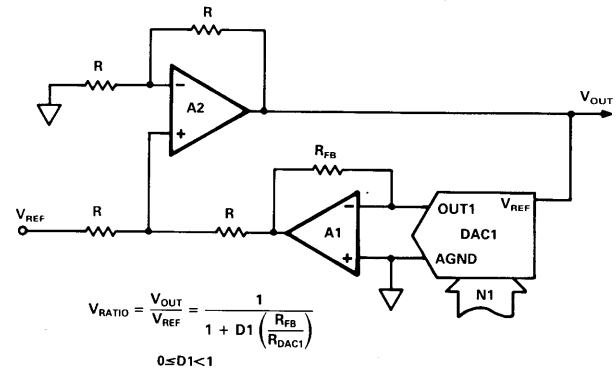 R
R
A2
−
+
V_OUT
R_FB
V_REF
R
R
A1
−
+
OUT1
V_REF
DAC1
AGND
N1
V_RATIO = V_OUT / V_REF = 1 / (1 + D1 (R_FB / R_DAC1))
0≤D1<1